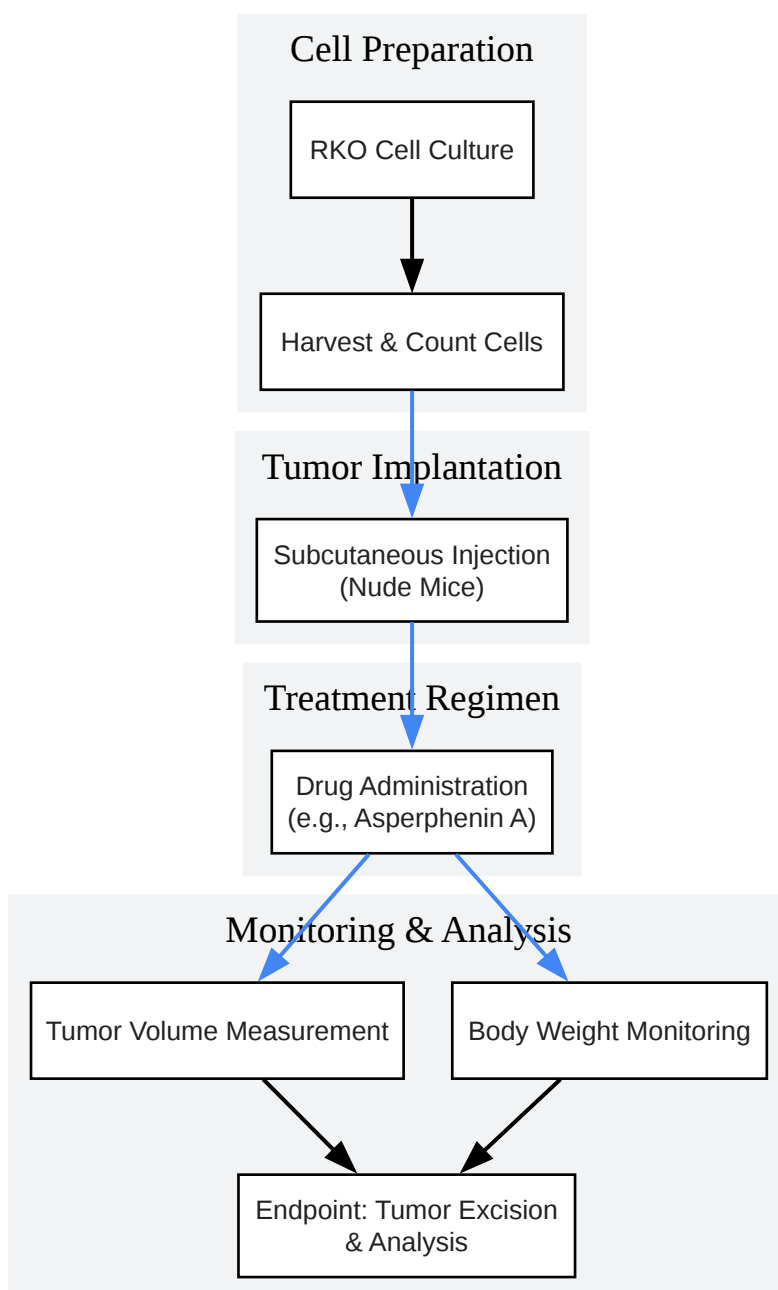 Cell Preparation
RKO Cell Culture
Harvest & Count Cells
Tumor Implantation
Subcutaneous Injection
(Nude Mice)
Treatment Regimen
Drug Administration
(e.g., Asperphenin A)
Monitoring & Analysis
Tumor Volume Measurement
Body Weight Monitoring
Endpoint: Tumor Excision
& Analysis